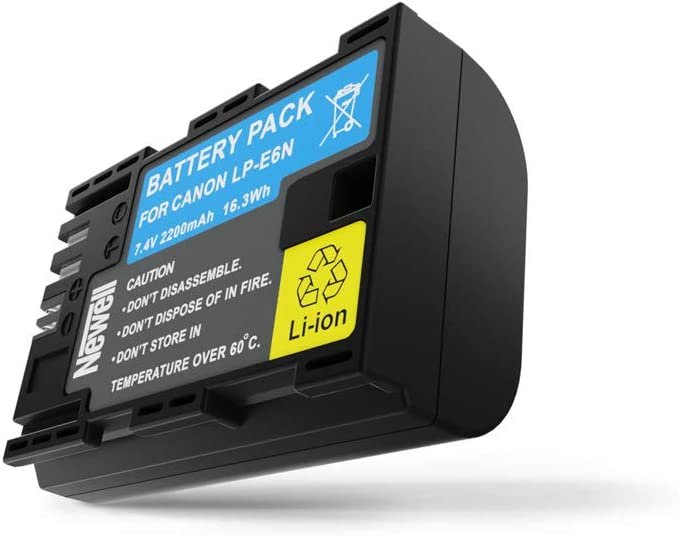 BATTERY PACK
FOR CANON LP-E6N
7.4V 2200mAh 16.3Wh
CAUTION
•DON'T DISASSEMBLE.
•DON'T DISPOSE OF IN FIRE.
•DON'T STORE IN
TEMPERATURE OVER 60°C.
Li-ion
Newell